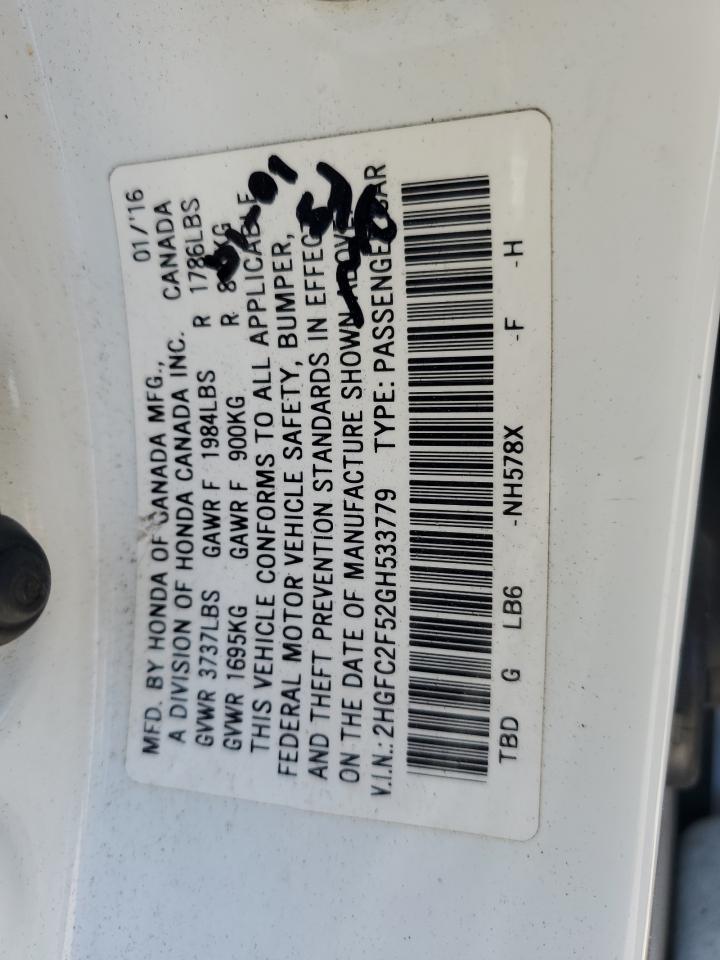 MFD. BY HONDA OF CANADA MFG., 01/'16
A DIVISION OF HONDA CANADA INC. CANADA
GVWR 3737LBS GAWR F 1984LBS R 1786LBS
GVWR 1695KG GAWR F 900KG R KG
THIS VEHICLE CONFORMS TO ALL APPLICABLE
FEDERAL MOTOR VEHICLE SAFETY, BUMPER,
AND THEFT PREVENTION STANDARDS IN EFFECT
ON THE DATE OF MANUFACTURE SHOWN ABOVE.
V.I.N.: 2HGFC2F52GH533779 TYPE: PASSENGER CAR
TBD G LB6 -NH578X -F -H